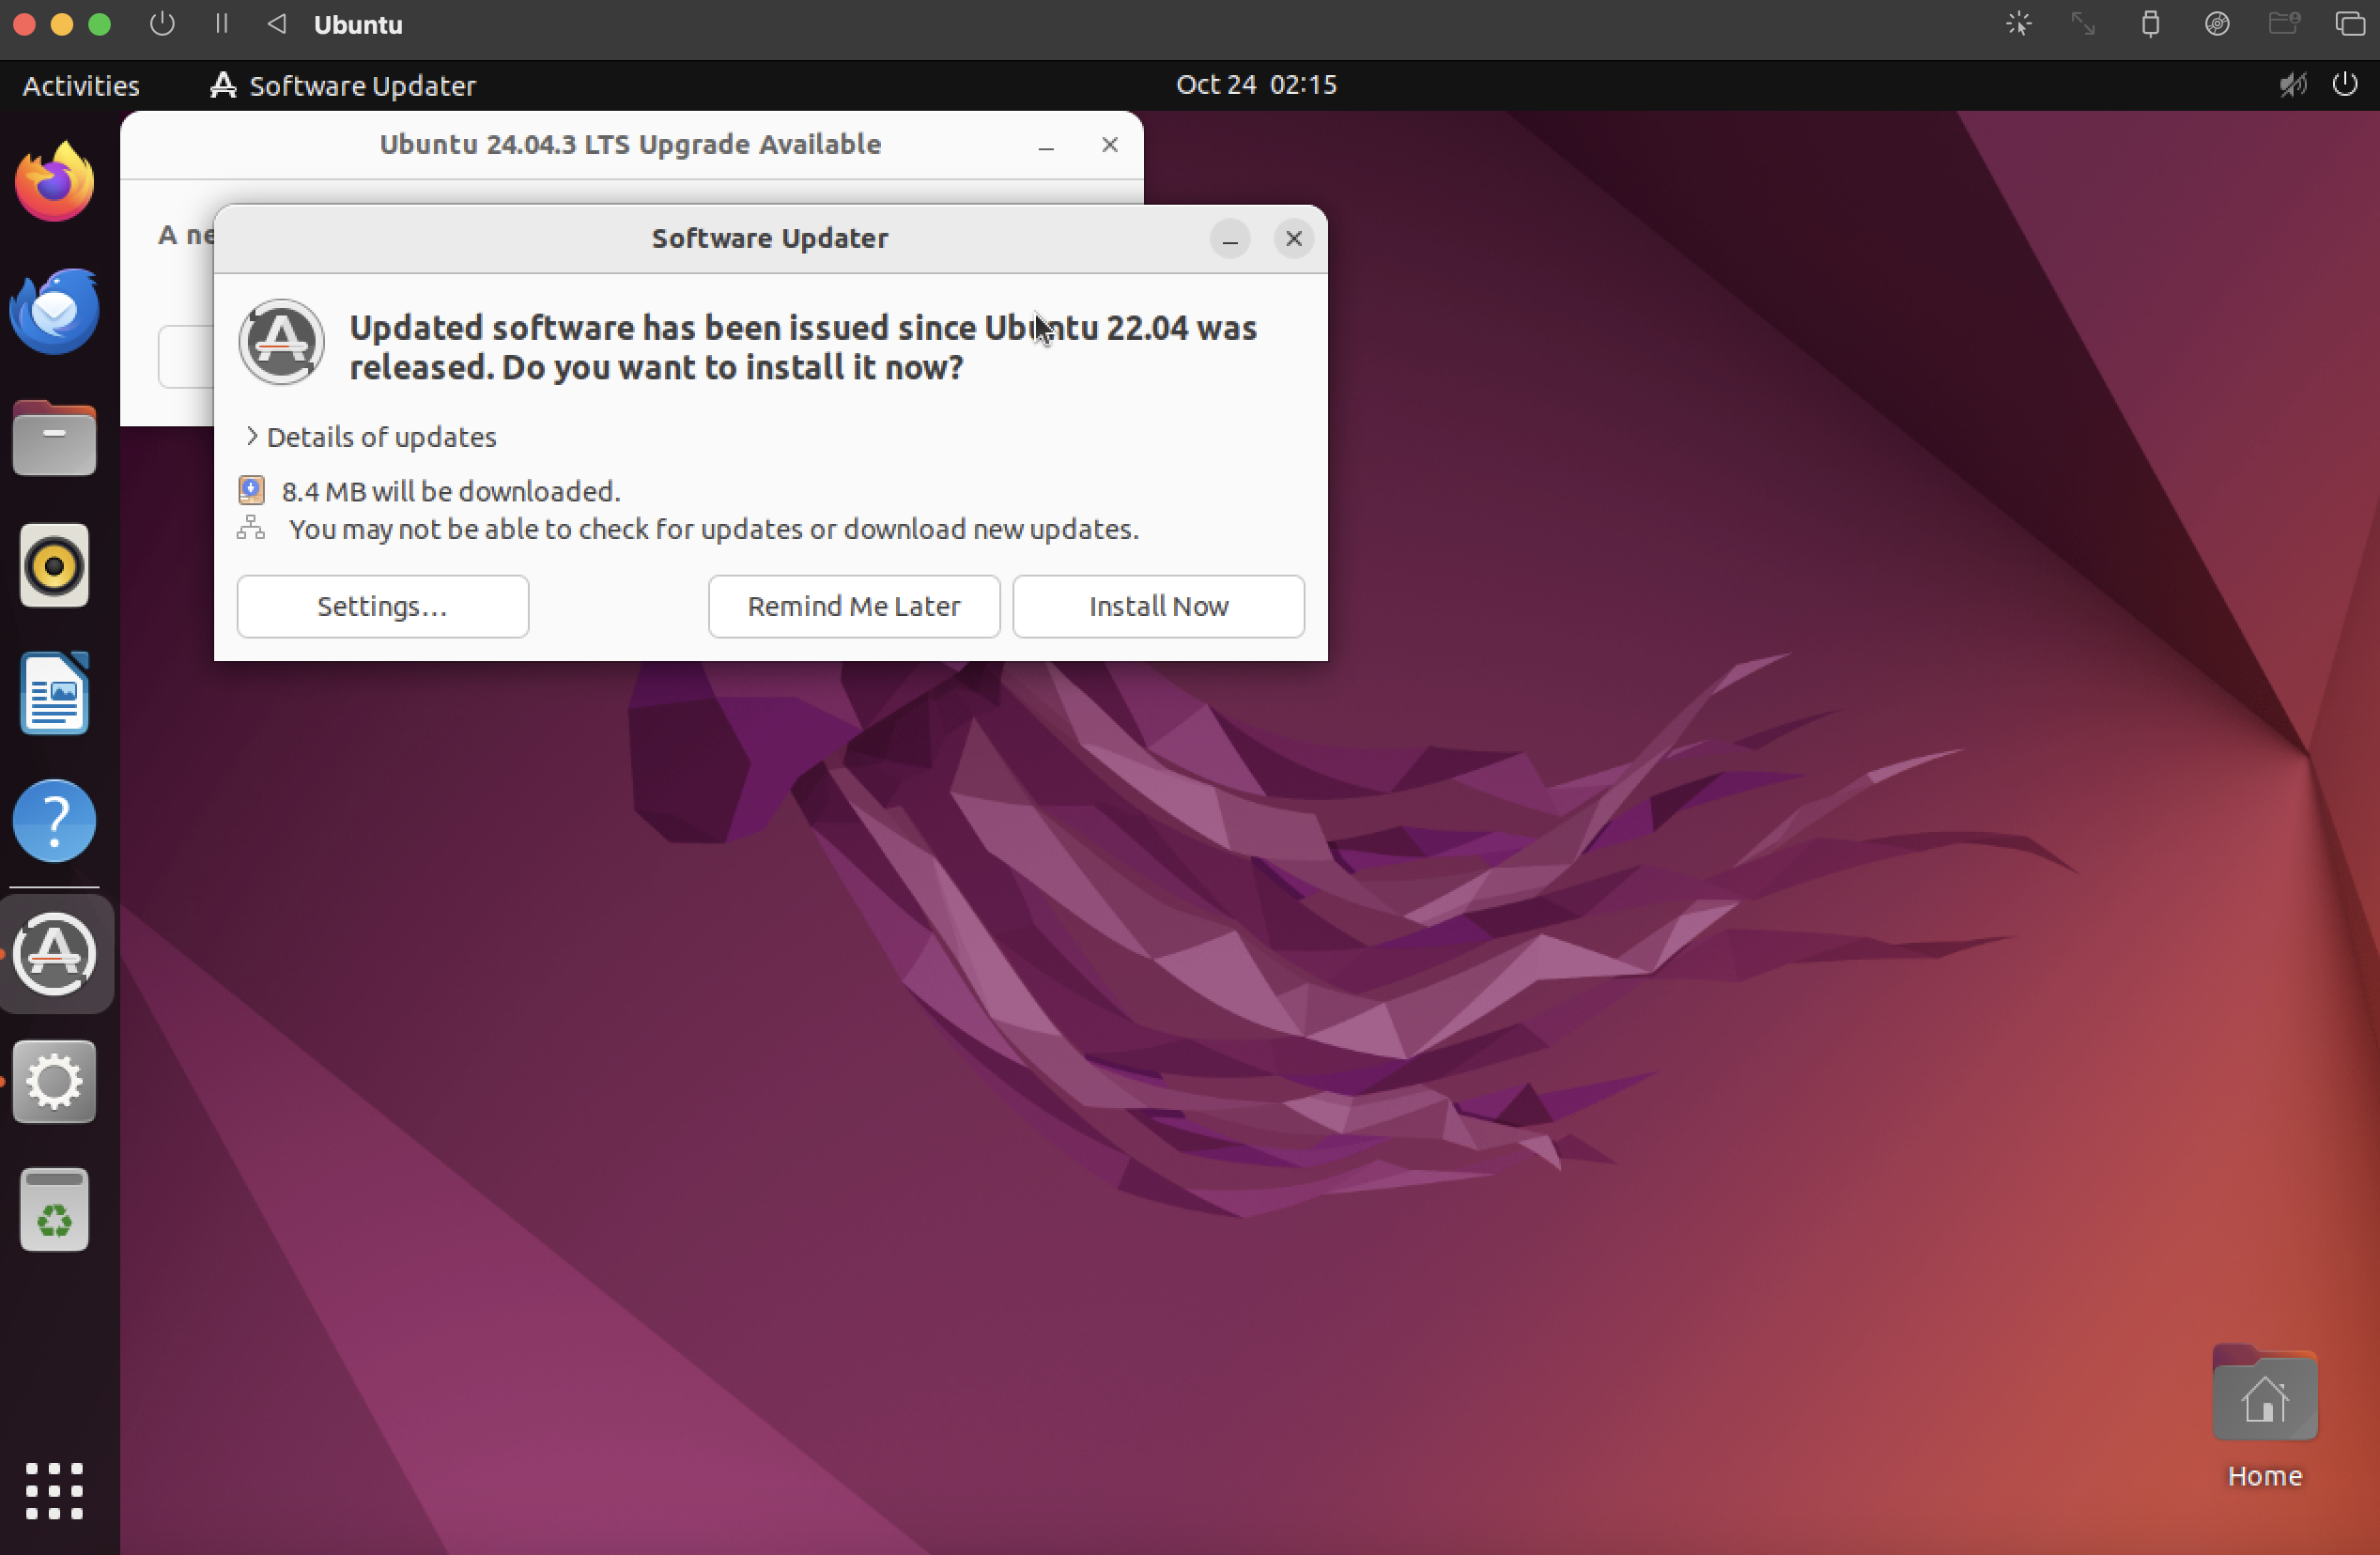 Ubuntu
Activities
Software Updater
Oct 24 02:15
Ubuntu 24.04.3 LTS Upgrade Available
A ne
Software Updater
Updated software has been issued since Ubuntu 22.04 was
released. Do you want to install it now?
Details of updates
8.4 MB will be downloaded.
You may not be able to check for updates or download new updates.
Settings…
Remind Me Later
Install Now
Home